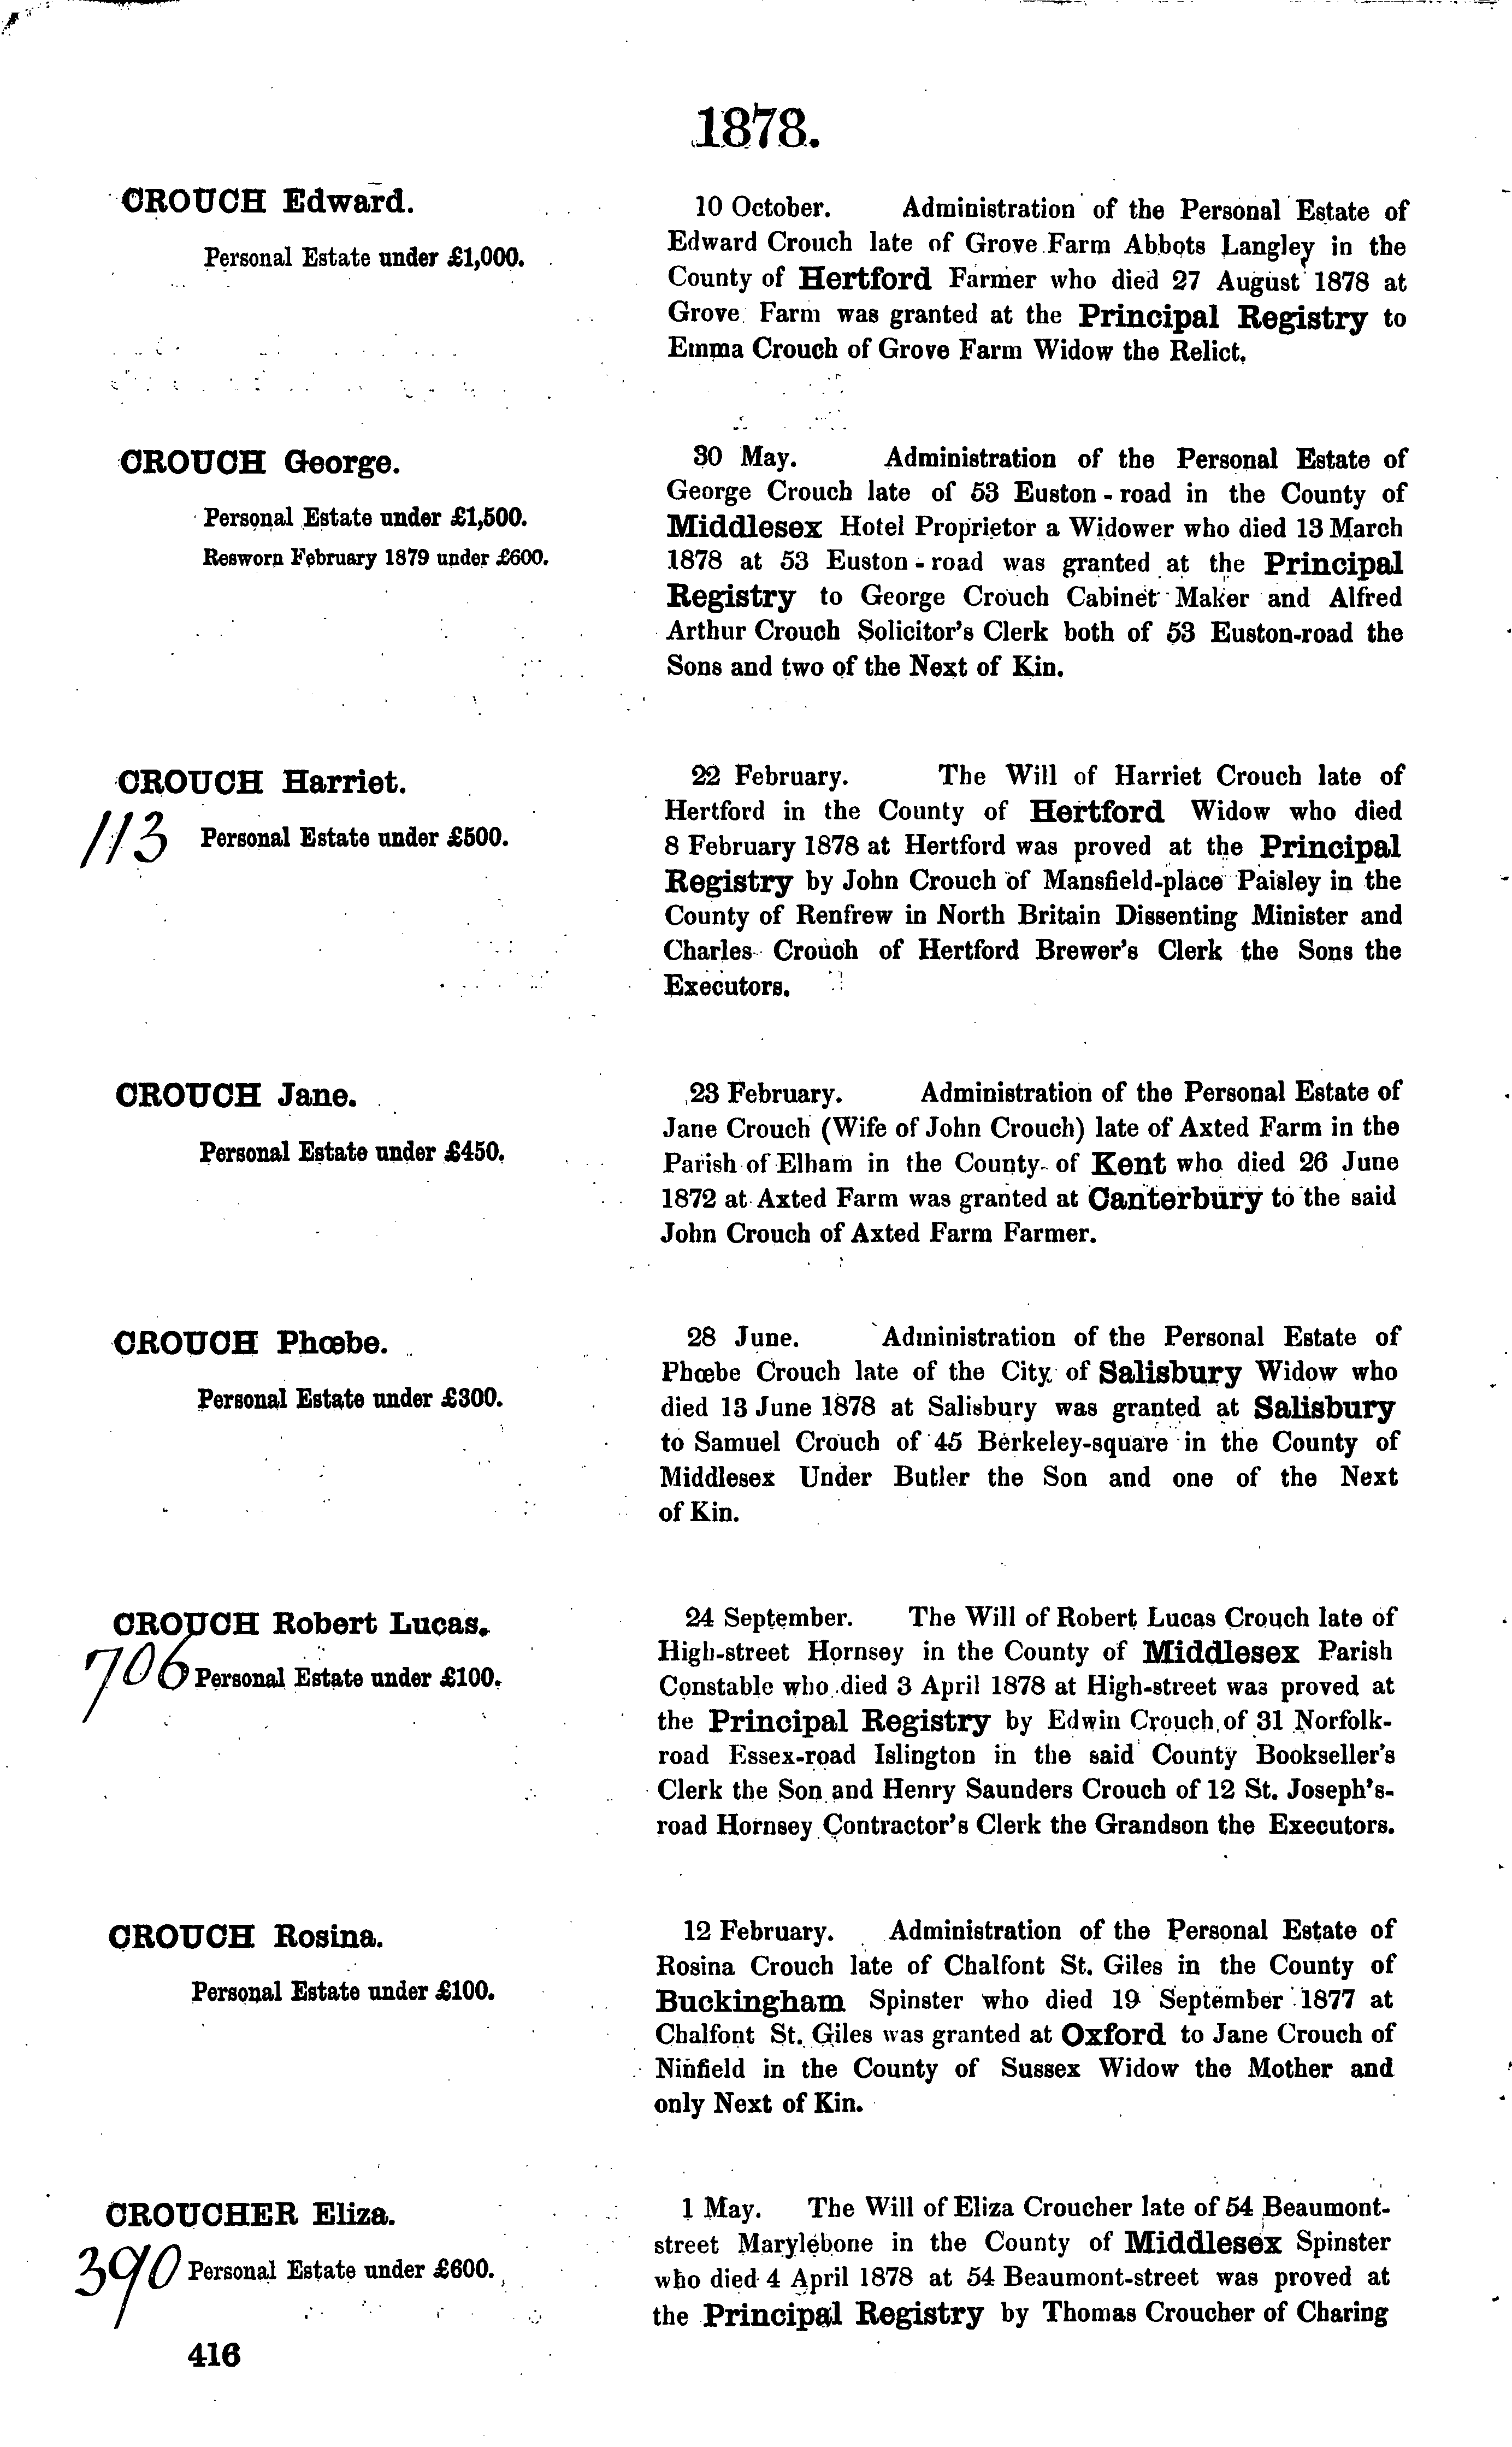 1878.
CROUCH Edward.
Personal Estate under £1,000.
10 October. Administration of the Personal Estate of
Edward Crouch late of Grove Farm Abbots Langley in the
County of Hertford Farmer who died 27 August 1878 at
Grove Farm was granted at the Principal Registry to
Emma Crouch of Grove Farm Widow the Relict.
CROUCH George.
Personal Estate under £1,500.
Resworn February 1879 under £600.
30 May. Administration of the Personal Estate of
George Crouch late of 53 Euston-road in the County of
Middlesex Hotel Proprietor a Widower who died 13 March
1878 at 53 Euston-road was granted at the Principal
Registry to George Crouch Cabinet Maker and Alfred
Arthur Crouch Solicitor's Clerk both of 53 Euston-road the
Sons and two of the Next of Kin.
CROUCH Harriet.
113 Personal Estate under £500.
22 February. The Will of Harriet Crouch late of
Hertford in the County of Hertford Widow who died
8 February 1878 at Hertford was proved at the Principal
Registry by John Crouch of Mansfield-place Paisley in the
County of Renfrew in North Britain Dissenting Minister and
Charles Crouch of Hertford Brewer's Clerk the Sons the
Executors.
CROUCH Jane.
Personal Estate under £450.
23 February. Administration of the Personal Estate of
Jane Crouch (Wife of John Crouch) late of Axted Farm in the
Parish of Elham in the County of Kent who died 26 June
1872 at Axted Farm was granted at Canterbury to the said
John Crouch of Axted Farm Farmer.
CROUCH Phœbe.
Personal Estate under £300.
28 June. Administration of the Personal Estate of
Phœbe Crouch late of the City of Salisbury Widow who
died 13 June 1878 at Salisbury was granted at Salisbury
to Samuel Crouch of 45 Berkeley-square in the County of
Middlesex Under Butler the Son and one of the Next
of Kin.
CROUCH Robert Lucas.
706 Personal Estate under £100.
24 September. The Will of Robert Lucas Crouch late of
High-street Hornsey in the County of Middlesex Parish
Constable who died 3 April 1878 at High-street was proved at
the Principal Registry by Edwin Crouch of 31 Norfolk-
road Essex-road Islington in the said County Bookseller's
Clerk the Son and Henry Saunders Crouch of 12 St. Joseph's-
road Hornsey Contractor's Clerk the Grandson the Executors.
CROUCH Rosina.
Personal Estate under £100.
12 February. Administration of the Personal Estate of
Rosina Crouch late of Chalfont St. Giles in the County of
Buckingham Spinster who died 19 September 1877 at
Chalfont St. Giles was granted at Oxford to Jane Crouch of
Ninfield in the County of Sussex Widow the Mother and
only Next of Kin.
CROUCHER Eliza.
390 Personal Estate under £600.
1 May. The Will of Eliza Croucher late of 54 Beaumont-
street Marylebone in the County of Middlesex Spinster
who died 4 April 1878 at 54 Beaumont-street was proved at
the Principal Registry by Thomas Croucher of Charing
416